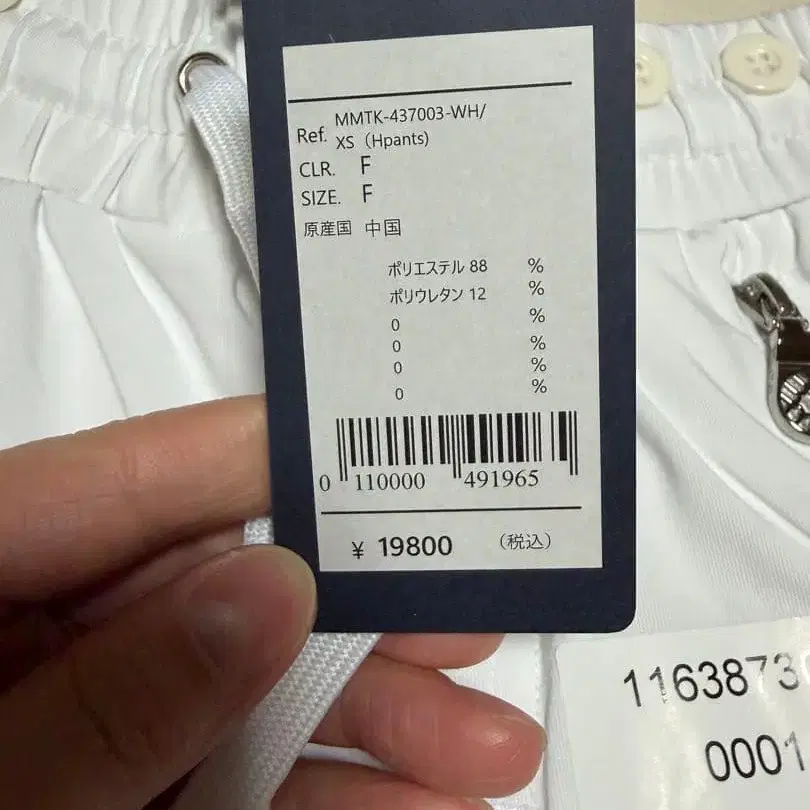 Ref. MMTK-437003-WH/
XS (Hpants)
CLR. F
SIZE. F
原産国 中国
ポリエステル 88 %
ポリウレタン 12 %
0 %
0 %
0 %
0 %
0 110000 491965
¥ 19800 (税込)
1163873
0001